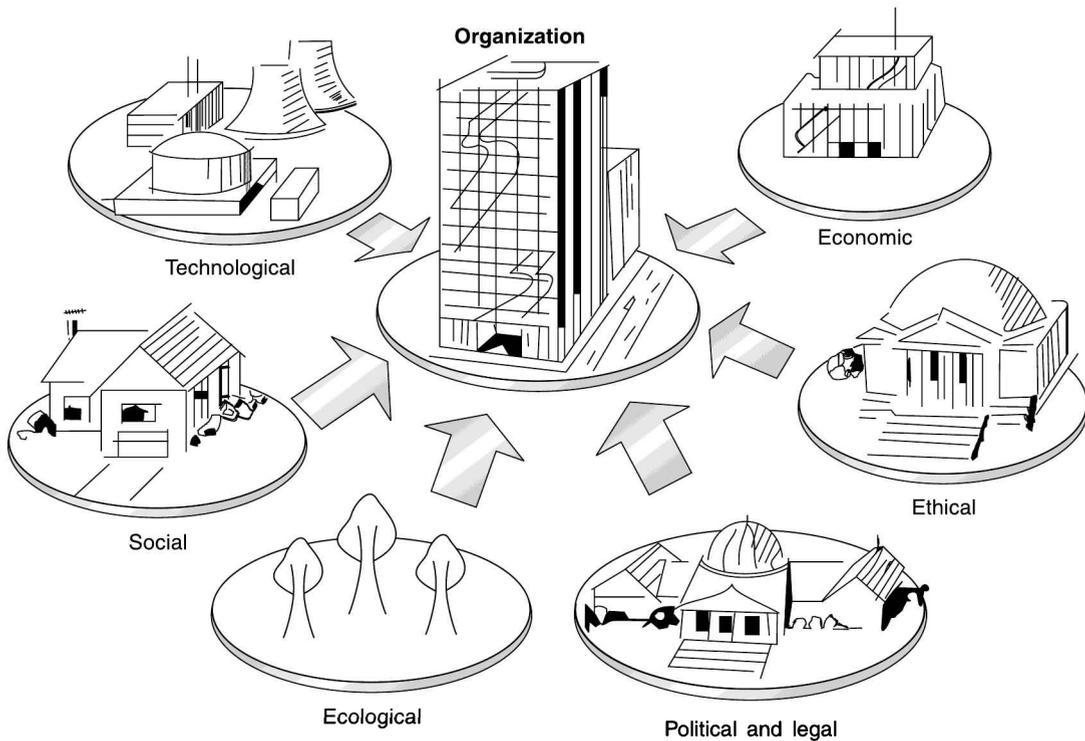 Organization
Economic
Technological
Ethical
Social
Ecological
Political and legal